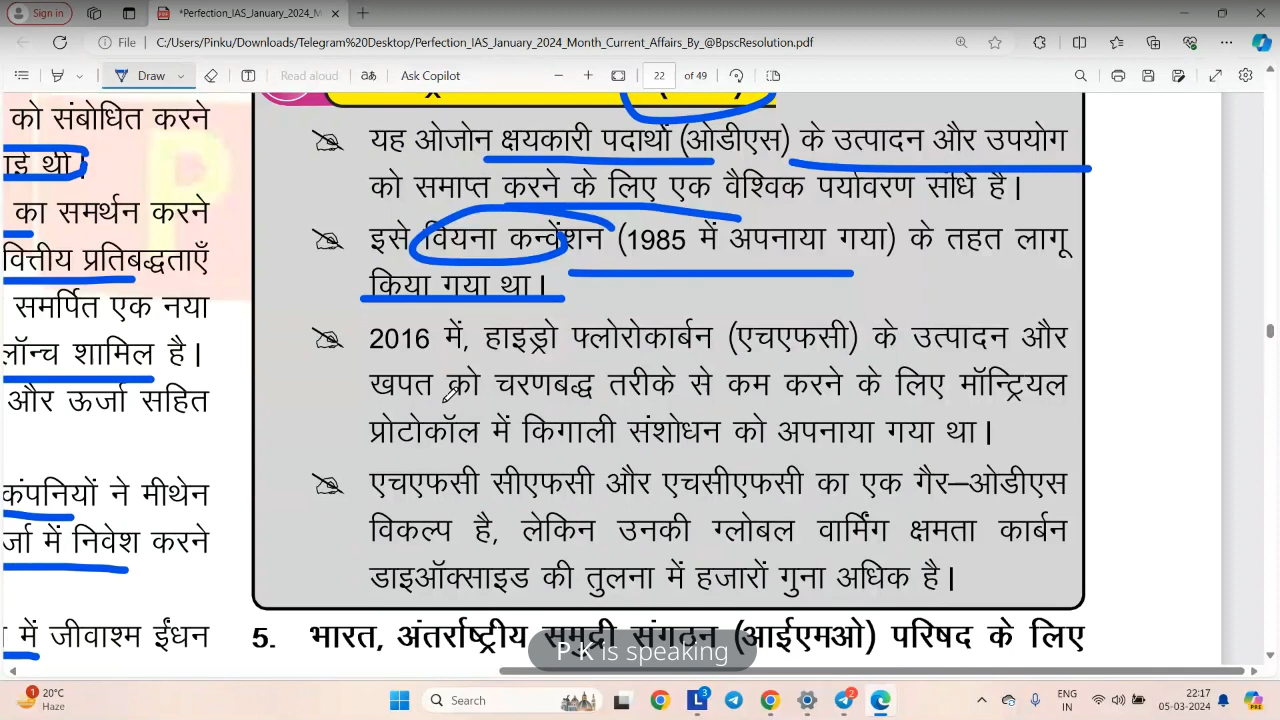 Sign in
*Perfection_IAS_January_2024_M
File
C:/Users/Pinku/Downloads/Telegram%20Desktop/Perfection_IAS_January_2024_Month_Current_Affairs_By_@BpscResolution.pdf
Draw
Read aloud
aあ
Ask Copilot
22 of 49
को संबोधित करने
थी।
का समर्थन करने
वित्तीय प्रतिबद्धताएँ
समर्पित एक नया
लॉन्च शामिल है।
और ऊर्जा सहित
कंपनियों ने मीथेन
र्जा में निवेश करने
में जीवाश्म ईंधन
यह ओजोन क्षयकारी पदार्थों (ओडीएस) के उत्पादन और उपयोग
को समाप्त करने के लिए एक वैश्विक पर्यावरण संधि है।
इसे वियना कन्वेंशन (1985 में अपनाया गया) के तहत लागू
किया गया था।
2016 में, हाइड्रो फ्लोरोकार्बन (एचएफसी) के उत्पादन और
खपत को चरणबद्ध तरीके से कम करने के लिए मॉन्ट्रियल
प्रोटोकॉल में किगाली संशोधन को अपनाया गया था।
एचएफसी सीएफसी और एचसीएफसी का एक गैर–ओडीएस
विकल्प है, लेकिन उनकी ग्लोबल वार्मिंग क्षमता कार्बन
डाइऑक्साइड की तुलना में हजारों गुना अधिक है।
5. भारत, अंतर्राष्ट्रीय समुद्री संगठन (आईएमओ) परिषद के लिए
P K is speaking
1
20°C
Haze
Search
3
2
ENG
IN
22:17
05-03-2024